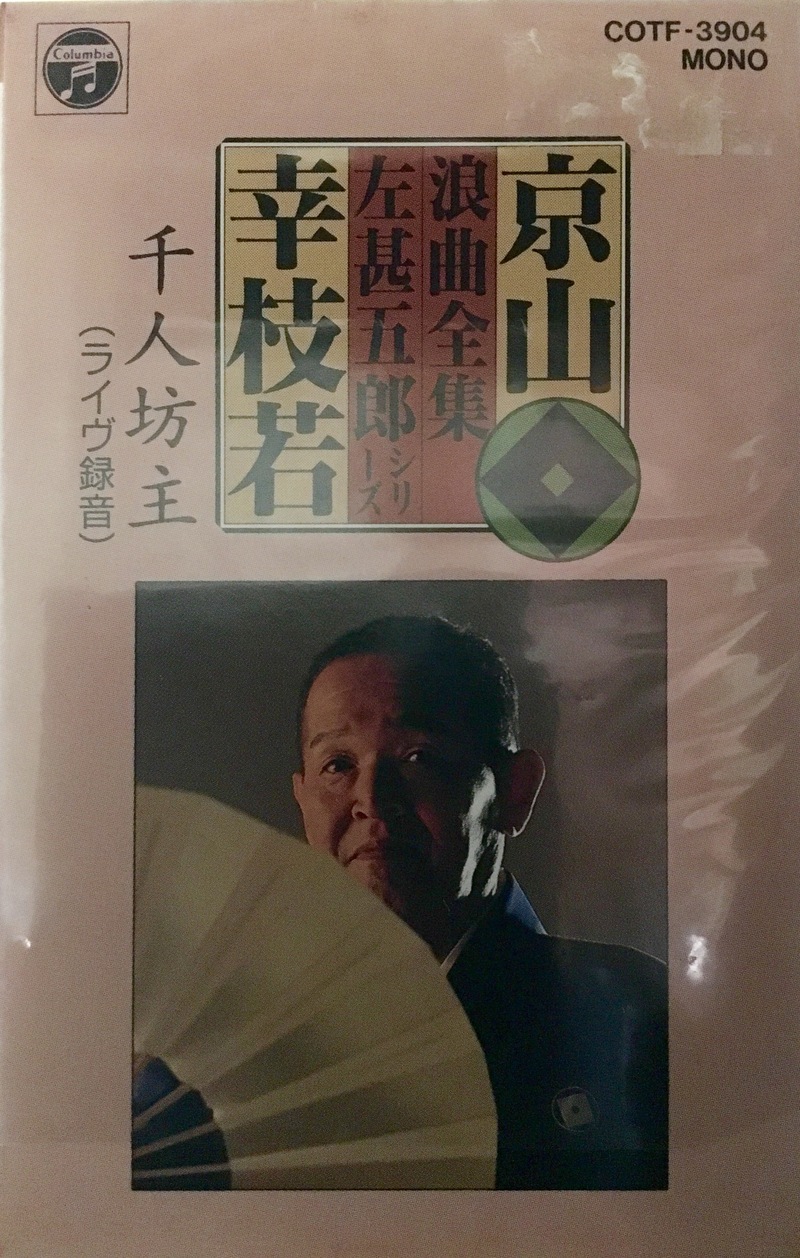 Columbia
COTF-3904
MONO
京山
浪曲全集
左甚五郎シリーズ
幸枝若
千人坊主
(ライヴ録音)